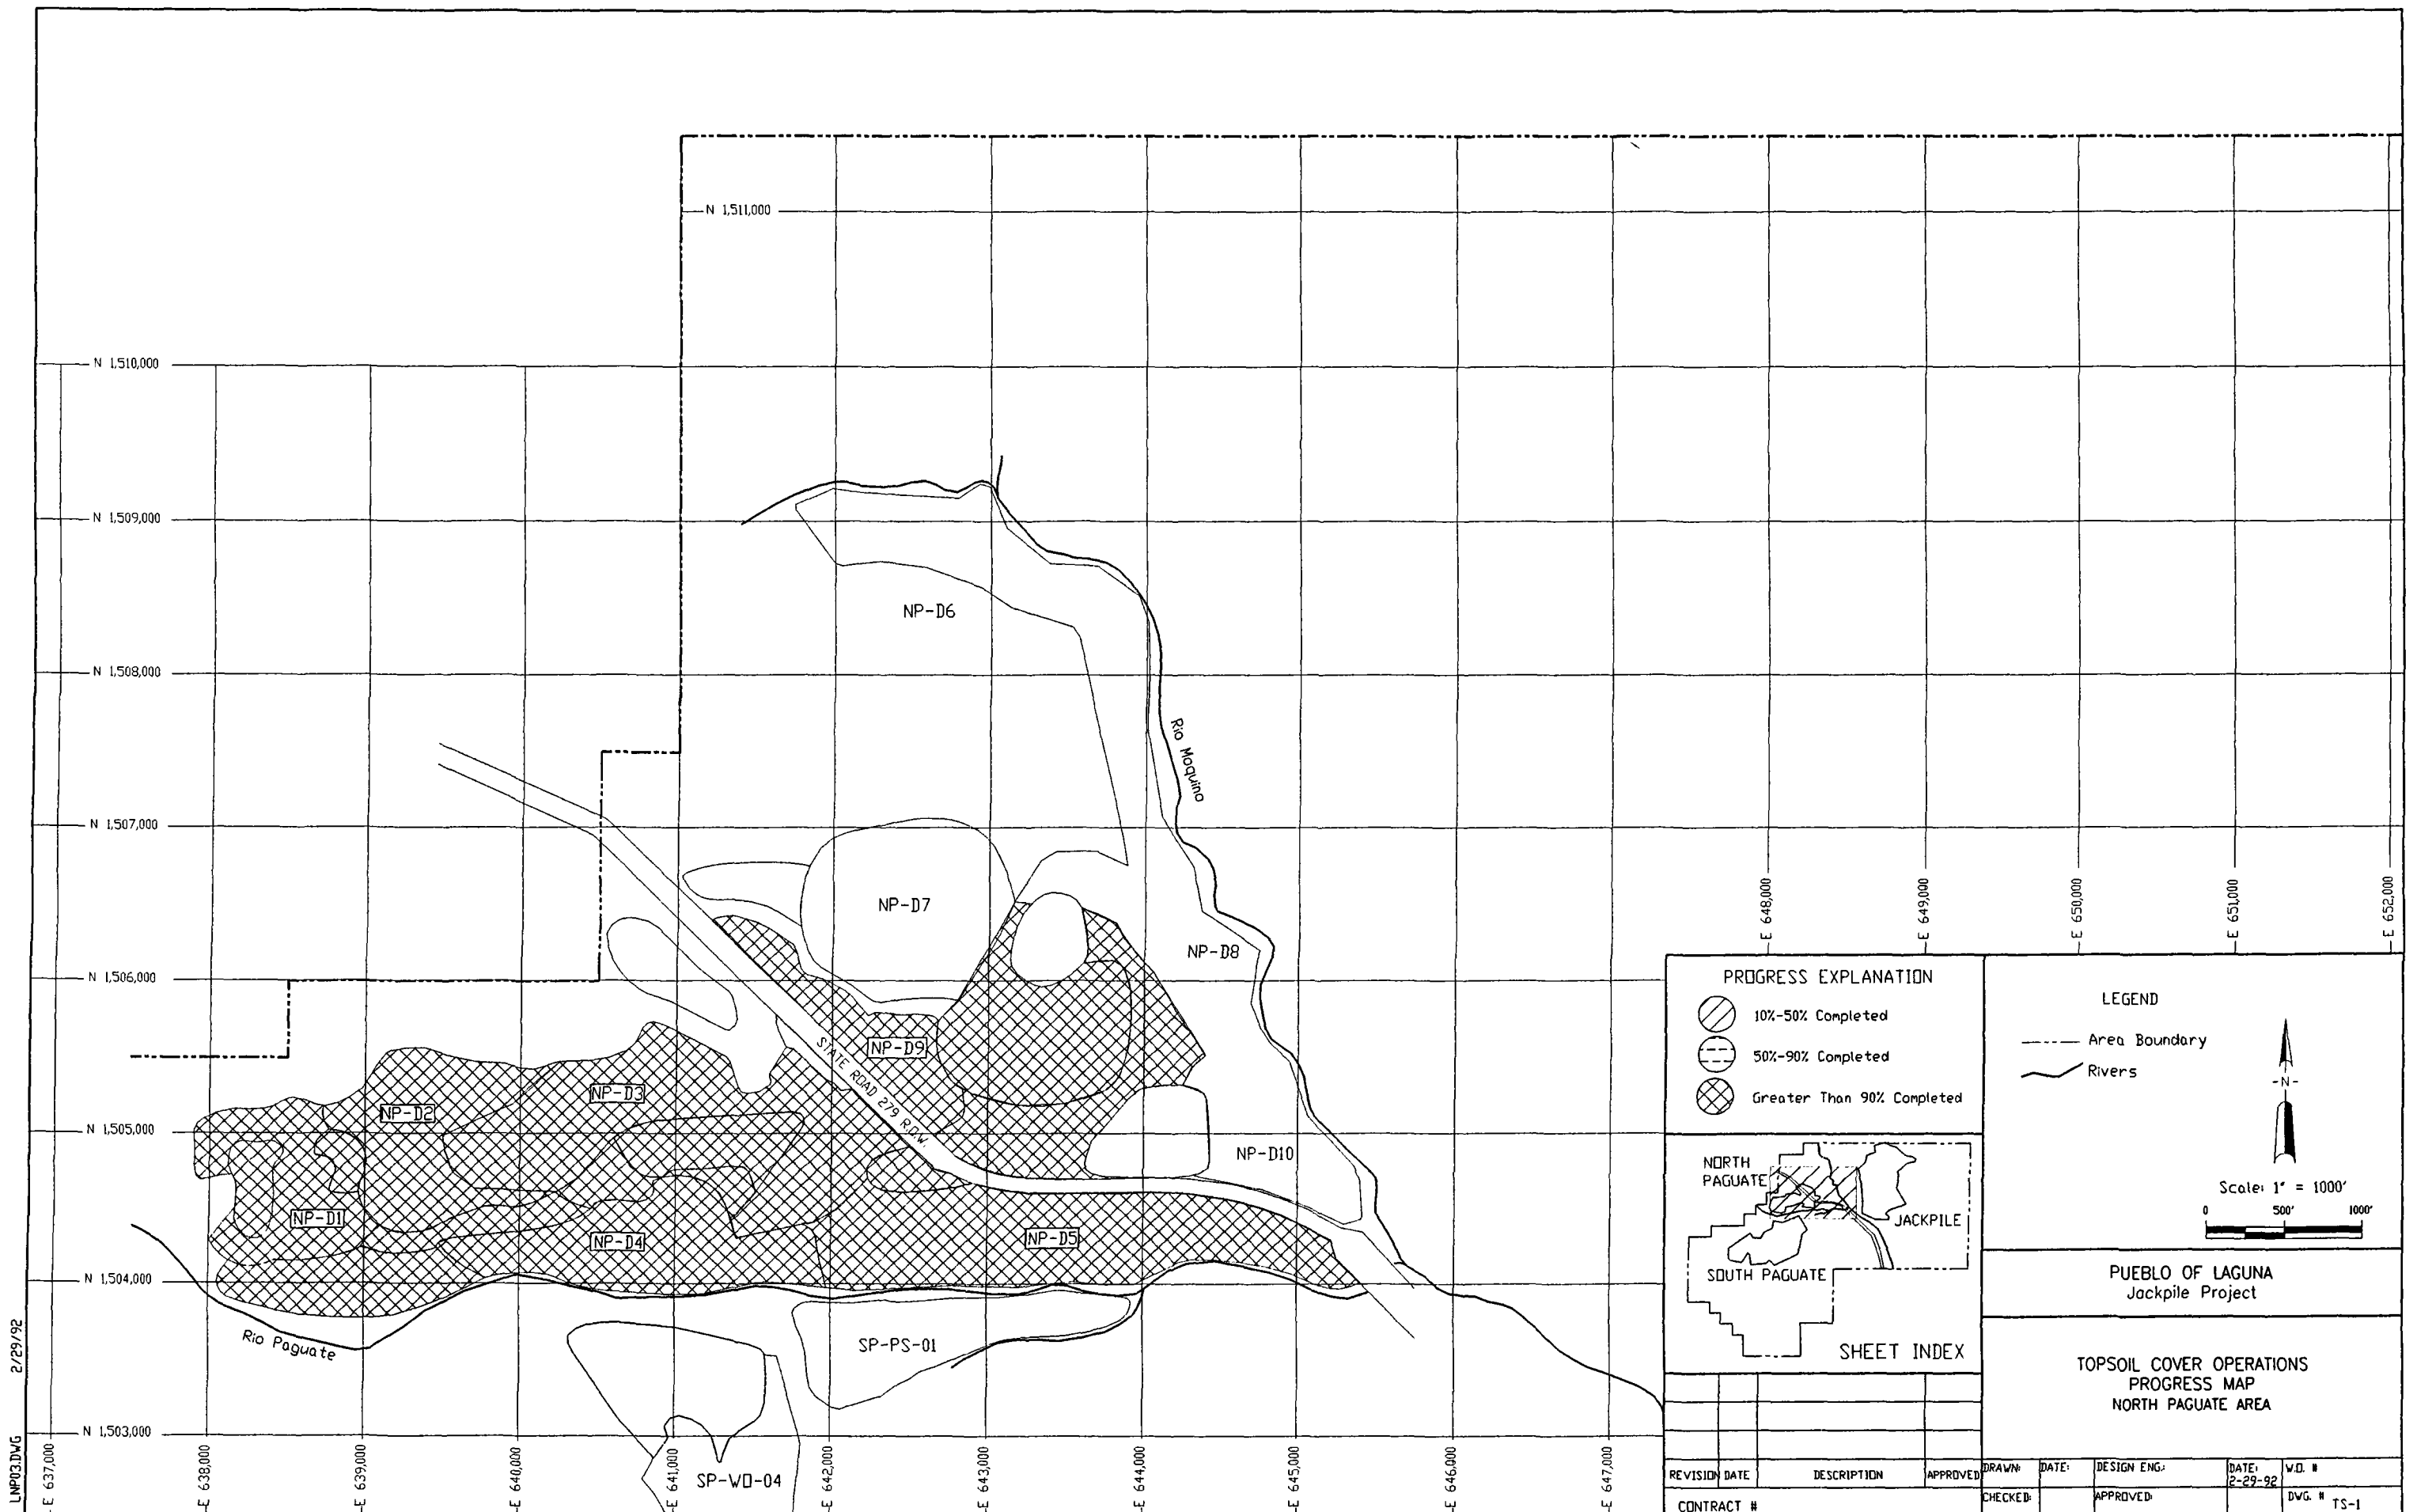 N 1,511,000
N 1,510,000
N 1,509,000
NP-D6
N 1,508,000
Rio Moquino
N 1,507,000
NP-D7
NP-D8
N 1,506,000
NP-D9
STATE ROAD 279 R.O.W.
NP-D3
NP-D2
N 1,505,000
NP-D10
NP-D1
NP-D4
NP-D5
N 1,504,000
Rio Paguate
SP-PS-01
N 1,503,000
SP-WD-04
E 637,000
E 638,000
E 639,000
E 640,000
E 641,000
E 642,000
E 643,000
E 644,000
E 645,000
E 646,000
E 647,000
E 648,000
E 649,000
E 650,000
E 651,000
E 652,000
LNP03.DWG 2/29/92
PROGRESS EXPLANATION
10%-50% Completed
50%-90% Completed
Greater Than 90% Completed
LEGEND
Area Boundary
Rivers
-N-
Scale: 1" = 1000'
0 500' 1000'
NORTH
PAGUATE
JACKPILE
SOUTH PAGUATE
SHEET INDEX
PUEBLO OF LAGUNA
Jackpile Project
TOPSOIL COVER OPERATIONS
PROGRESS MAP
NORTH PAGUATE AREA
REVISION DATE DESCRIPTION APPROVED
CONTRACT #
DRAWN: DATE: DESIGN ENG.: DATE: 2-29-92 W.O. #
CHECKED: APPROVED: DWG. # TS-1